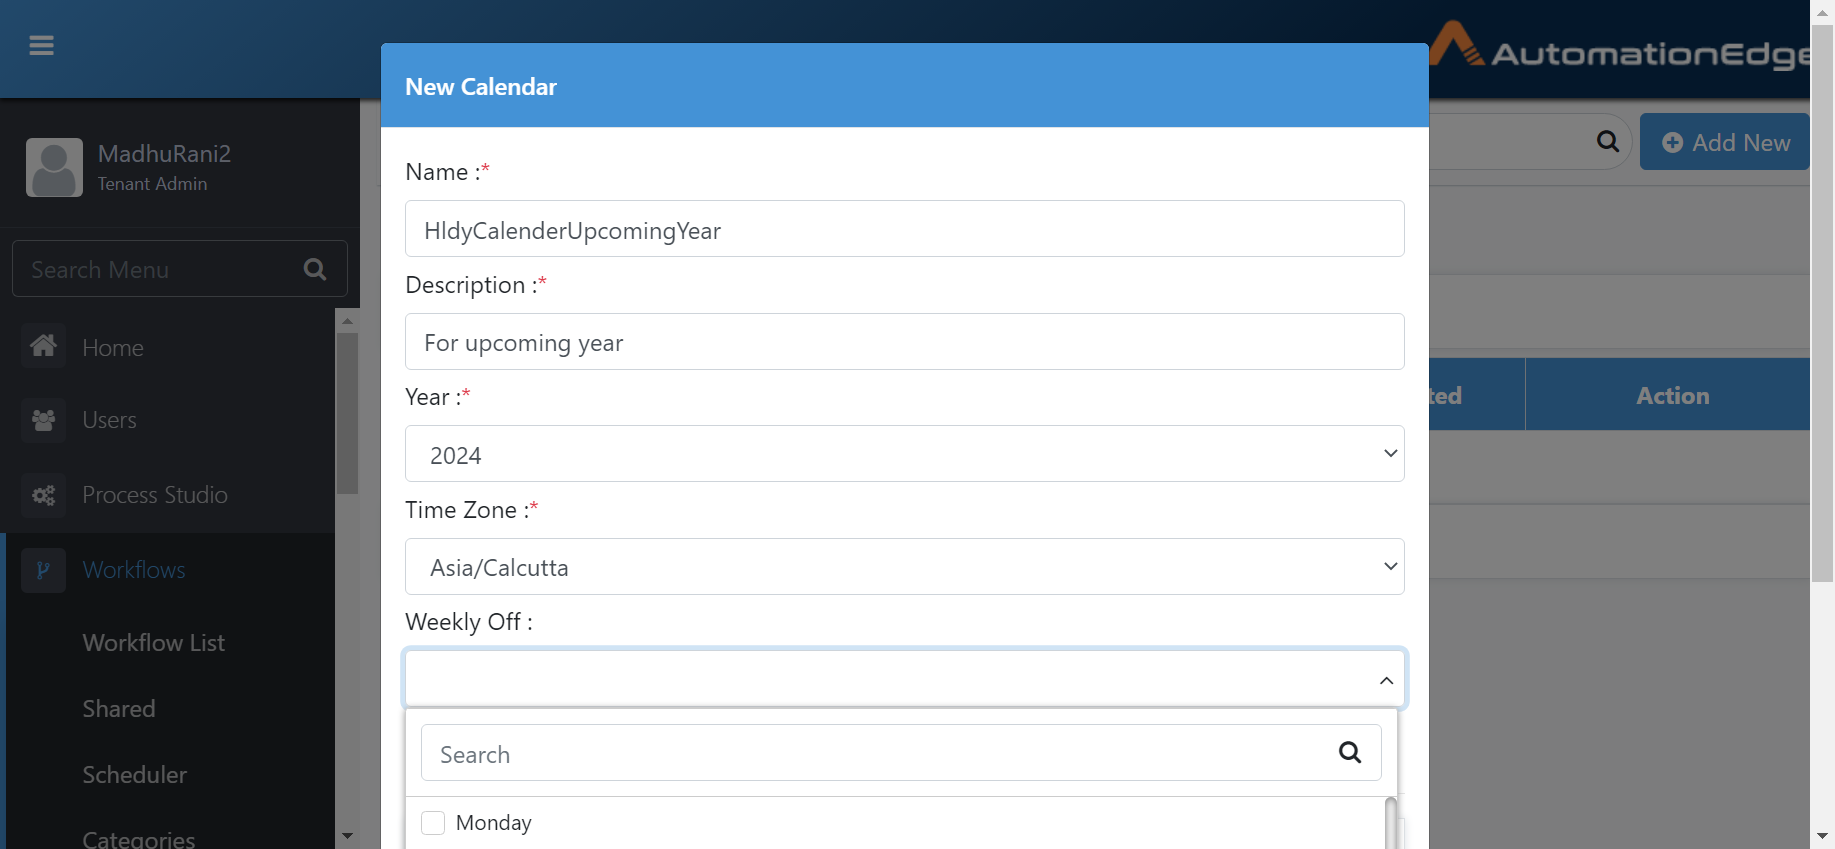 AutomationEdge
New Calendar
MadhuRani2
Tenant Admin
Add New
Name :*
HldyCalenderUpcomingYear
Search Menu
Description :*
For upcoming year
Home
Year :*
ted
Action
Users
2024
Process Studio
Time Zone :*
Workflows
Asia/Calcutta
Weekly Off :
Workflow List
Shared
Search
Scheduler
Monday
Categories